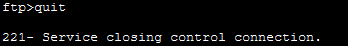 ftp>quit
221- Service closing control connection.